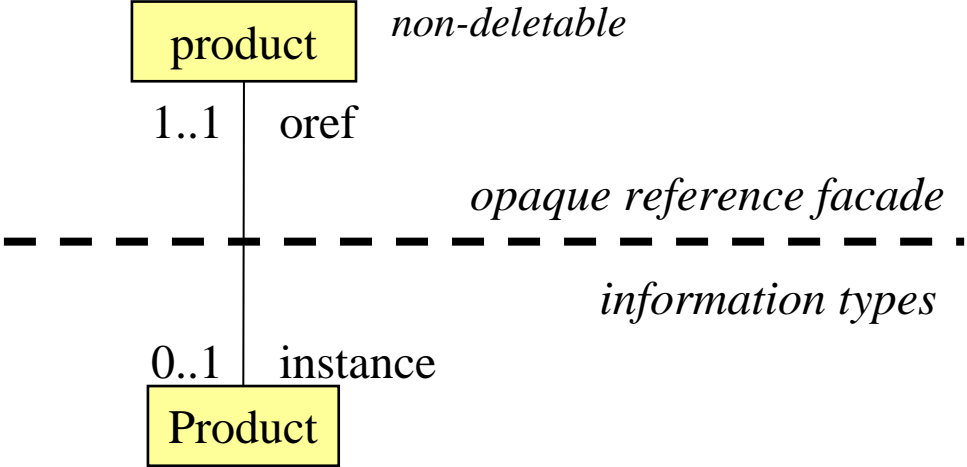 product
non-deletable
1..1 oref
opaque reference facade
information types
0..1 instance
Product